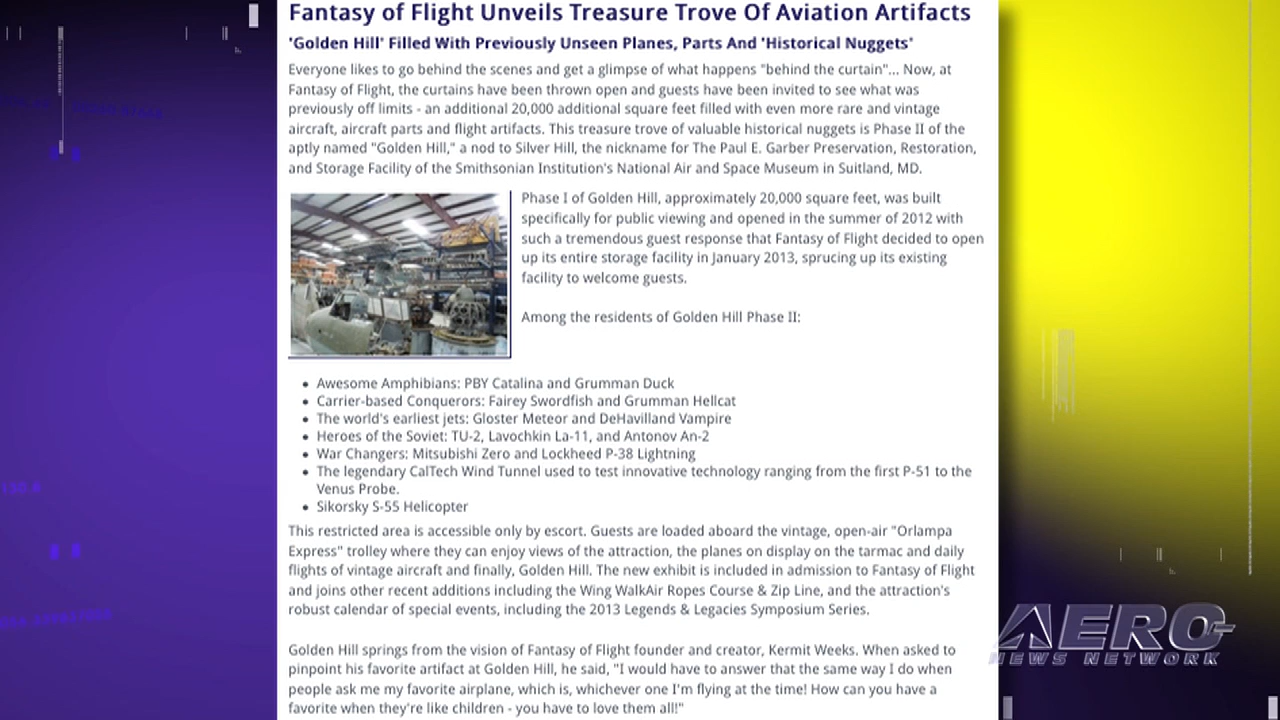 Fantasy of Flight Unveils Treasure Trove Of Aviation Artifacts
'Golden Hill' Filled With Previously Unseen Planes, Parts And 'Historical Nuggets'
Everyone likes to go behind the scenes and get a glimpse of what happens "behind the curtain"... Now, at
Fantasy of Flight, the curtains have been thrown open and guests have been invited to see what was
previously off limits - an additional 20,000 additional square feet filled with even more rare and vintage
aircraft, aircraft parts and flight artifacts. This treasure trove of valuable historical nuggets is Phase II of the
aptly named "Golden Hill," a nod to Silver Hill, the nickname for The Paul E. Garber Preservation, Restoration,
and Storage Facility of the Smithsonian Institution's National Air and Space Museum in Suitland, MD.
Phase I of Golden Hill, approximately 20,000 square feet, was built
specifically for public viewing and opened in the summer of 2012 with
such a tremendous guest response that Fantasy of Flight decided to open
up its entire storage facility in January 2013, sprucing up its existing
facility to welcome guests.
Among the residents of Golden Hill Phase II:
• Awesome Amphibians: PBY Catalina and Grumman Duck
• Carrier-based Conquerors: Fairey Swordfish and Grumman Hellcat
• The world's earliest jets: Gloster Meteor and DeHavilland Vampire
• Heroes of the Soviet: TU-2, Lavochkin La-11, and Antonov An-2
• War Changers: Mitsubishi Zero and Lockheed P-38 Lightning
• The legendary CalTech Wind Tunnel used to test innovative technology ranging from the first P-51 to the
Venus Probe.
• Sikorsky S-55 Helicopter
This restricted area is accessible only by escort. Guests are loaded aboard the vintage, open-air "Orlampa
Express" trolley where they can enjoy views of the attraction, the planes on display on the tarmac and daily
flights of vintage aircraft and finally, Golden Hill. The new exhibit is included in admission to Fantasy of Flight
and joins other recent additions including the Wing WalkAir Ropes Course & Zip Line, and the attraction's
robust calendar of special events, including the 2013 Legends & Legacies Symposium Series.
Golden Hill springs from the vision of Fantasy of Flight founder and creator, Kermit Weeks. When asked to
pinpoint his favorite artifact at Golden Hill, he said, "I would have to answer that the same way I do when
people ask me my favorite airplane, which is, whichever one I'm flying at the time! How can you have a
favorite when they're like children - you have to love them all!"
AERO-
NEWS NETWORK